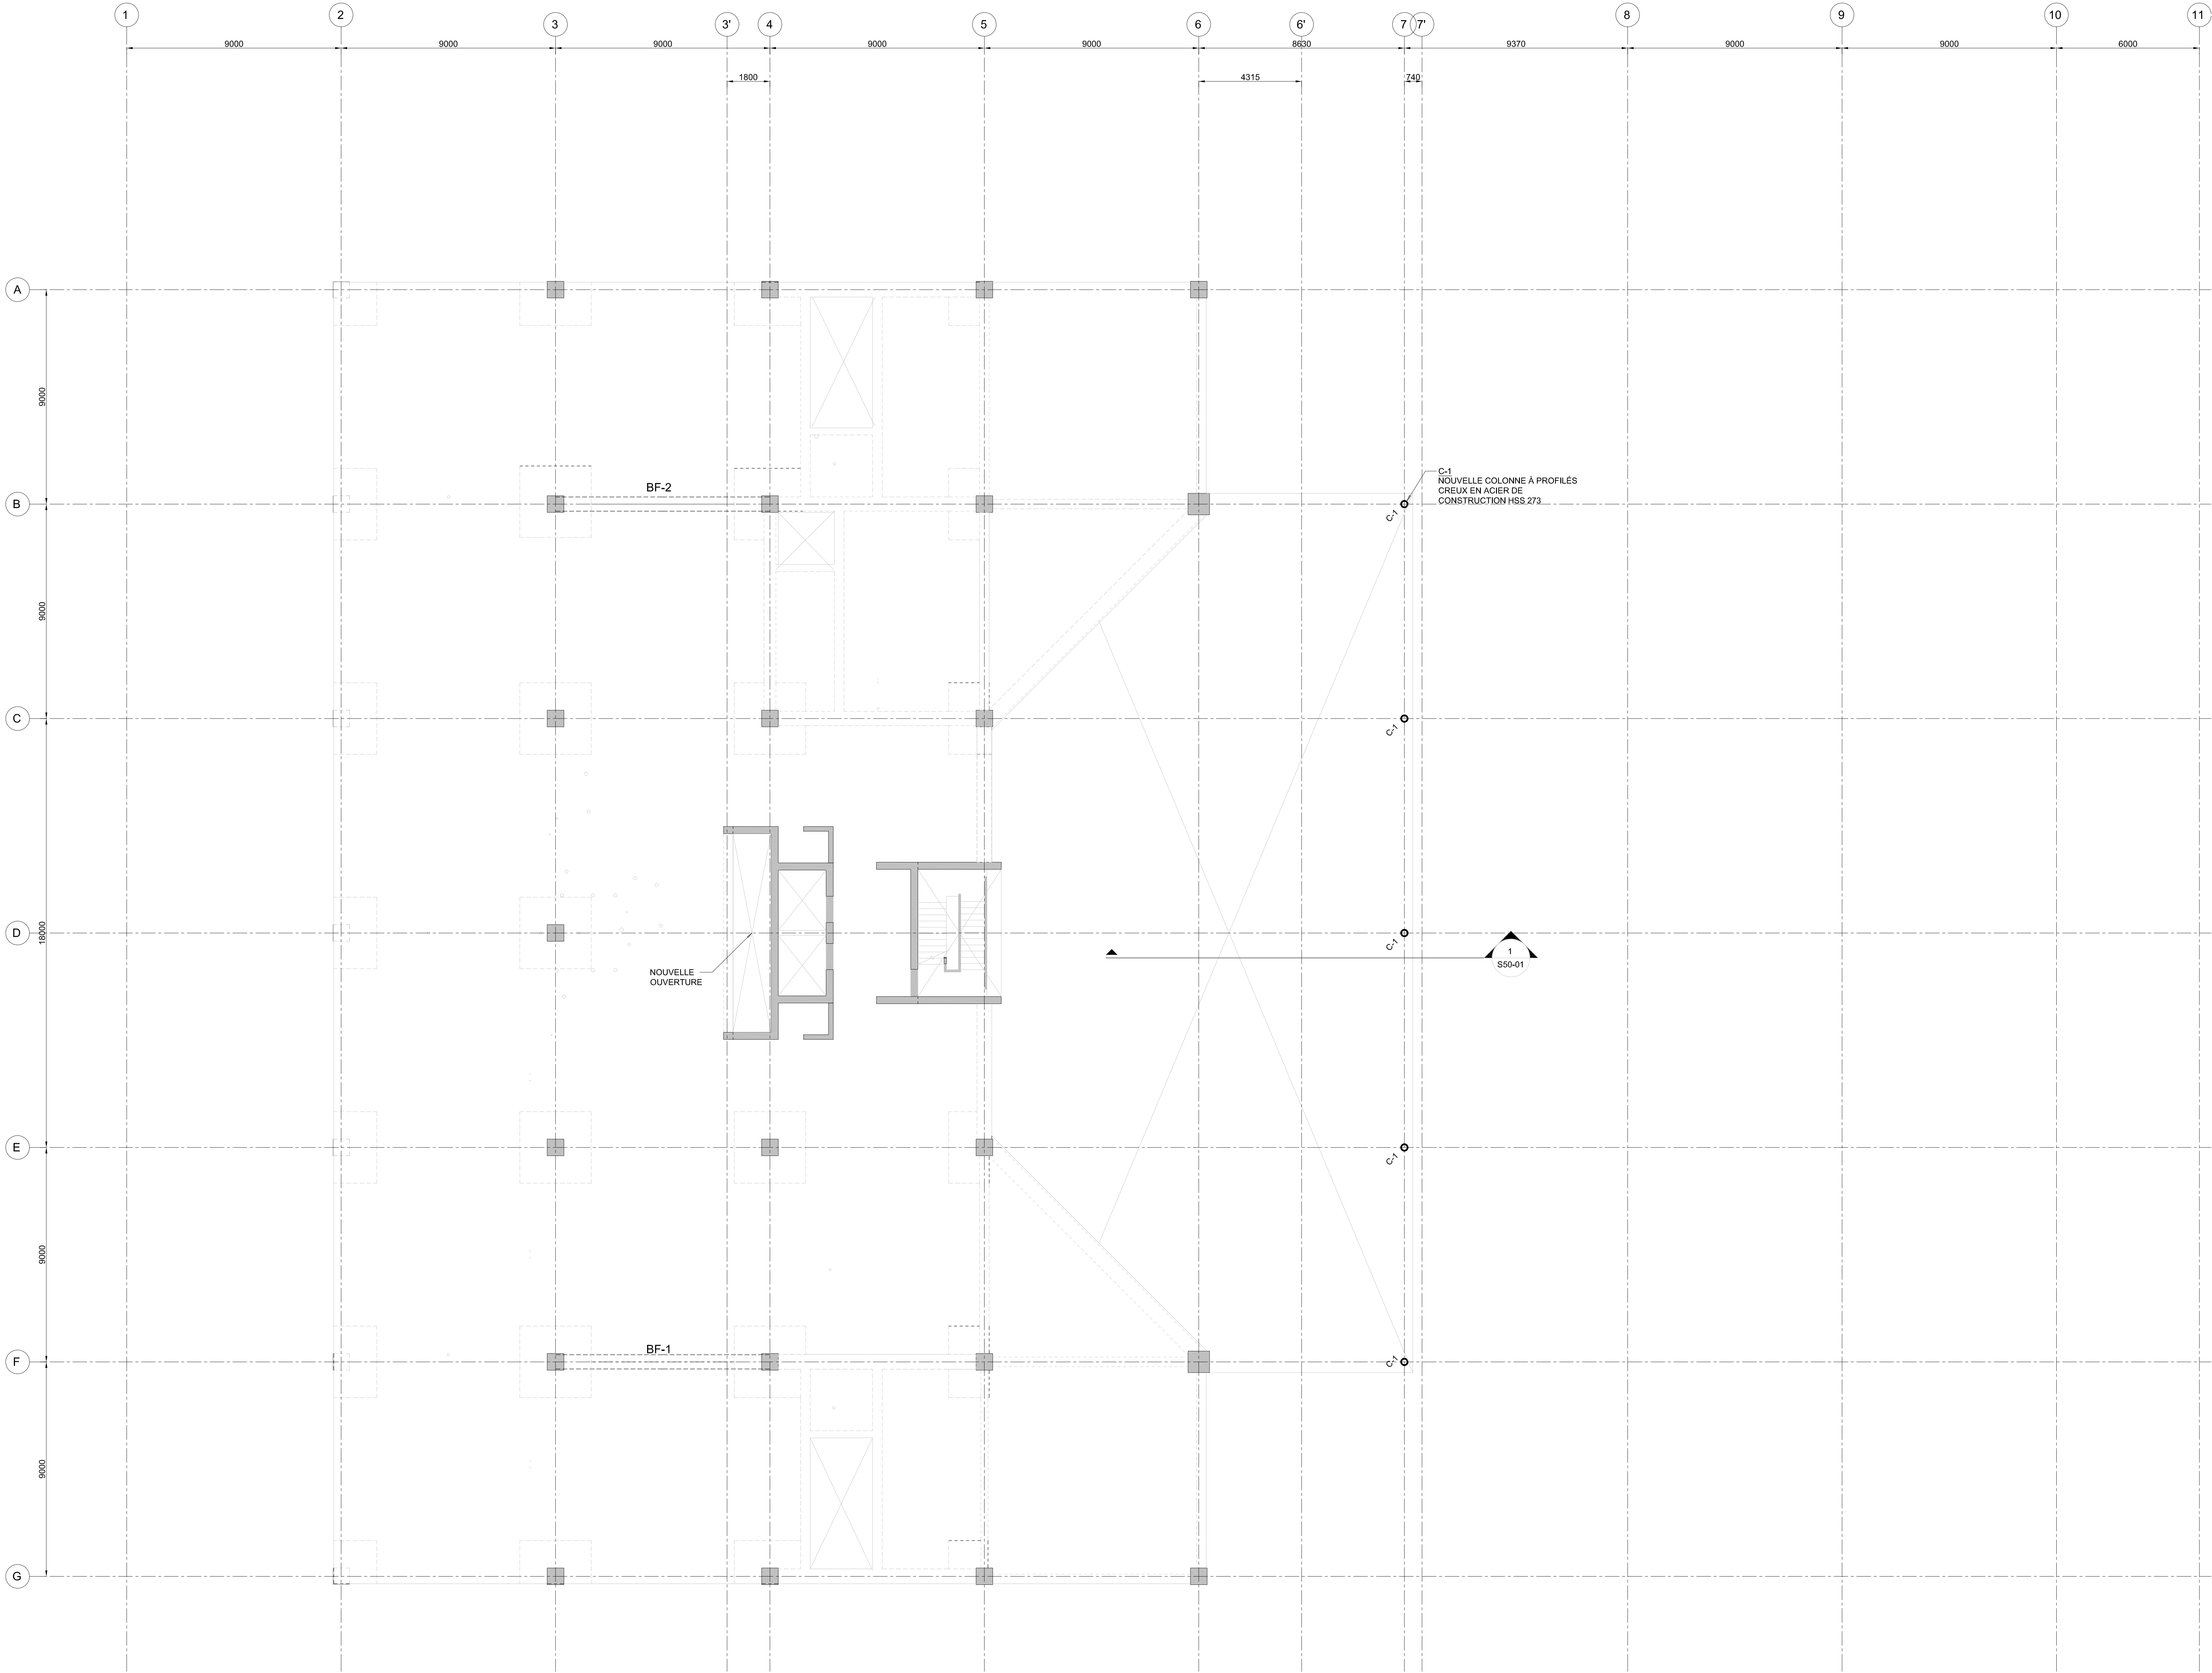 1
2
3
3'
4
5
6
6'
7
7'
8
9
10
11
9000
9000
9000
9000
9000
8630
9370
9000
9000
6000
1800
4315
740
A
9000
BF-2
C-1
NOUVELLE COLONNE À PROFILÉS
CREUX EN ACIER DE
CONSTRUCTION HSS 273
B
C-1
9000
C
C-1
D
18000
C-1
1
S50-01
NOUVELLE
OUVERTURE
E
C-1
9000
BF-1
F
C-1
9000
G